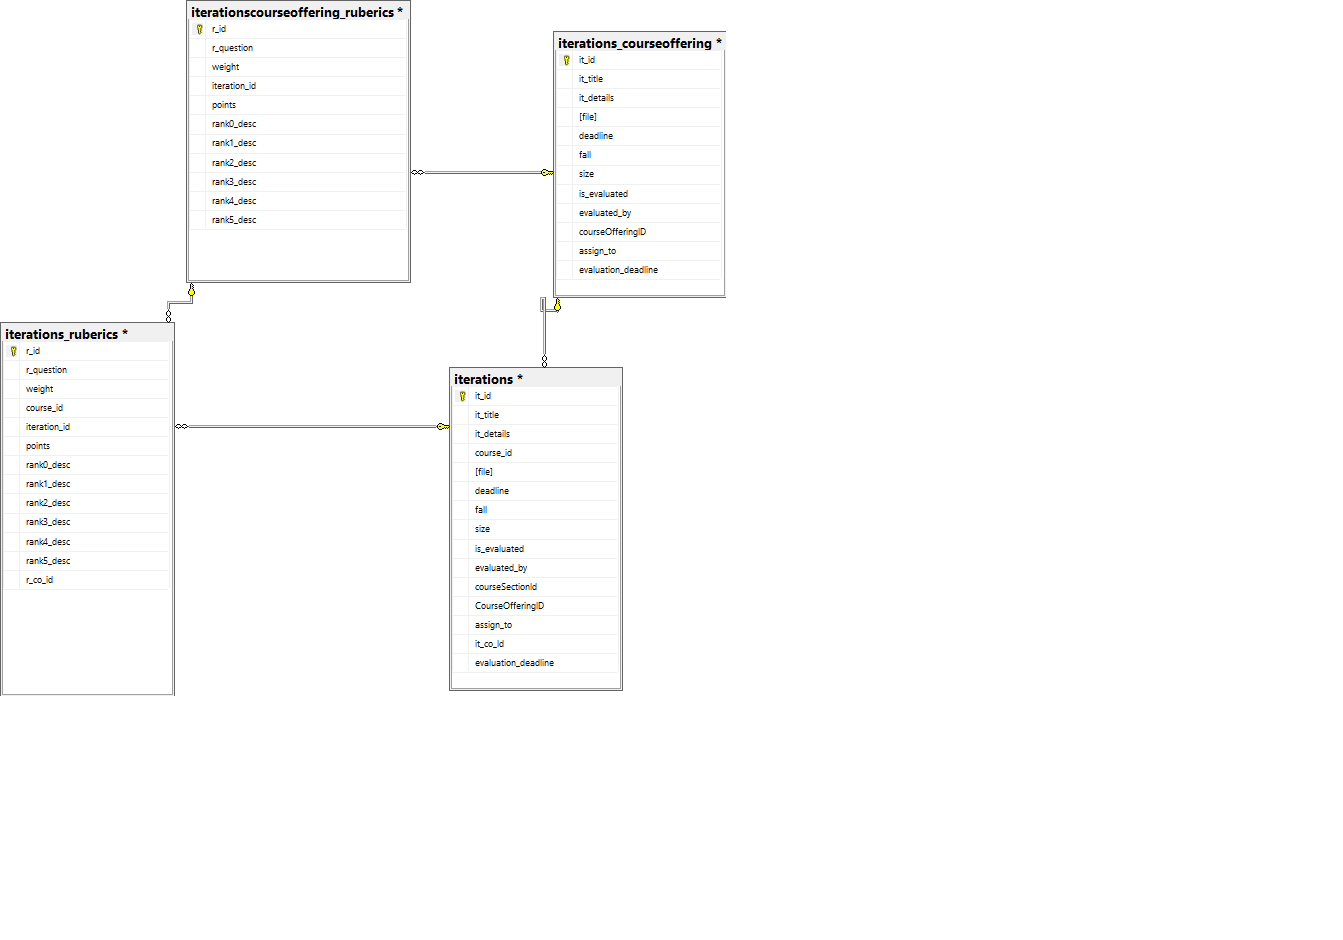 iterationscourseoffering_ruberics *
r_id
r_question
weight
iteration_id
points
rank0_desc
rank1_desc
rank2_desc
rank3_desc
rank4_desc
rank5_desc
iterations_courseoffering *
it_id
it_title
it_details
[file]
deadline
fall
size
is_evaluated
evaluated_by
courseOfferingID
assign_to
evaluation_deadline
iterations_ruberics *
r_id
r_question
weight
course_id
iteration_id
points
rank0_desc
rank1_desc
rank2_desc
rank3_desc
rank4_desc
rank5_desc
r_co_id
iterations *
it_id
it_title
it_details
course_id
[file]
deadline
fall
size
is_evaluated
evaluated_by
courseSectionId
CourseOfferingID
assign_to
it_co_Id
evaluation_deadline